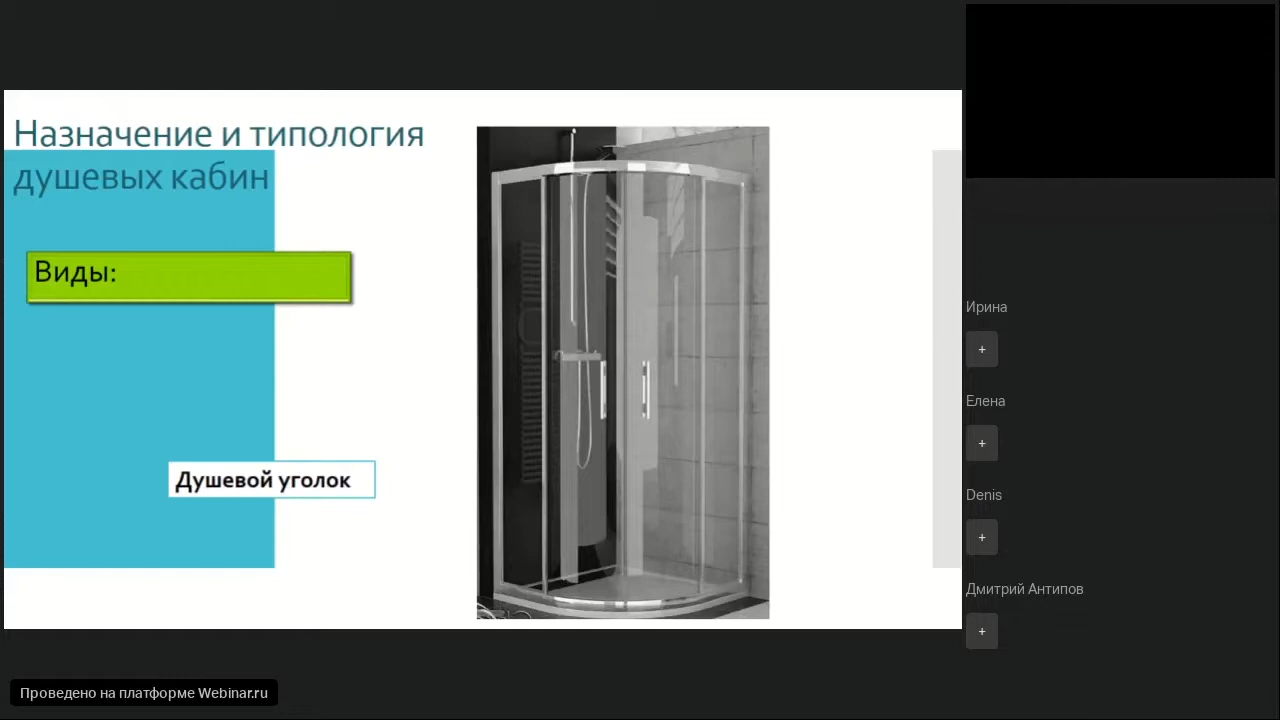 Назначение и типология
душевых кабин
Виды:
Душевой уголок
Ирина
+
Елена
+
Denis
+
Дмитрий Антипов
+
Проведено на платформе Webinar.ru